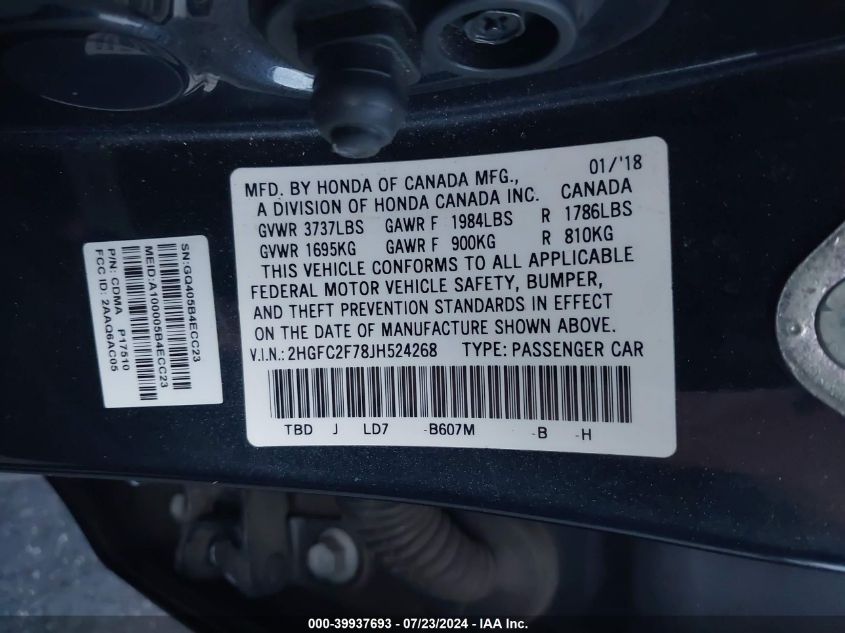 01/'18
MFD. BY HONDA OF CANADA MFG.,
A DIVISION OF HONDA CANADA INC. CANADA
GVWR 3737LBS GAWR F 1984LBS R 1786LBS
GVWR 1695KG GAWR F 900KG R 810KG
THIS VEHICLE CONFORMS TO ALL APPLICABLE
FEDERAL MOTOR VEHICLE SAFETY, BUMPER,
AND THEFT PREVENTION STANDARDS IN EFFECT
ON THE DATE OF MANUFACTURE SHOWN ABOVE.
V.I.N.: 2HGFC2F78JH524268 TYPE: PASSENGER CAR
TBD J LD7 -B607M -B -H
SN:GQ405B4ECC23
MEID:A100005B4ECC23
P/N: CDMA P17510
FCC ID: 2AAQ6AC05
000-39937693 / 07/23/2024 - IAA Inc.